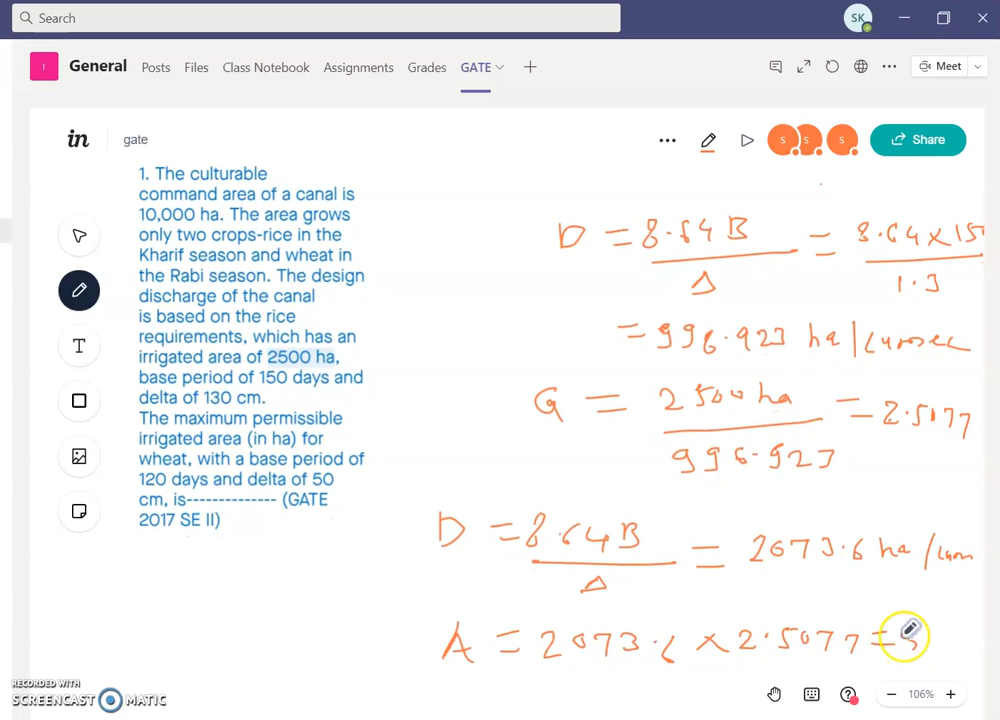 Search
SK
I General Posts Files Class Notebook Assignments Grades GATE Meet
in gate S S S Share
1. The culturable
command area of a canal is
10,000 ha. The area grows
only two crops-rice in the
Kharif season and wheat in
the Rabi season. The design
discharge of the canal
is based on the rice
requirements, which has an
irrigated area of 2500 ha,
base period of 150 days and
delta of 130 cm.
The maximum permissible
irrigated area (in ha) for
wheat, with a base period of
120 days and delta of 50
cm, is-------------- (GATE
2017 SE II)
D = 8.64 B / Δ = 8.64 × 150 / 1.3
= 996.923 ha/cumsec
Q = 2500 ha / 996.923 = 2.5077
D = 8.64 B / Δ = 2073.6 ha/cum
A = 2073.6 × 2.5077 =
T
106%
RECORDED WITH
SCREENCAST MATIC